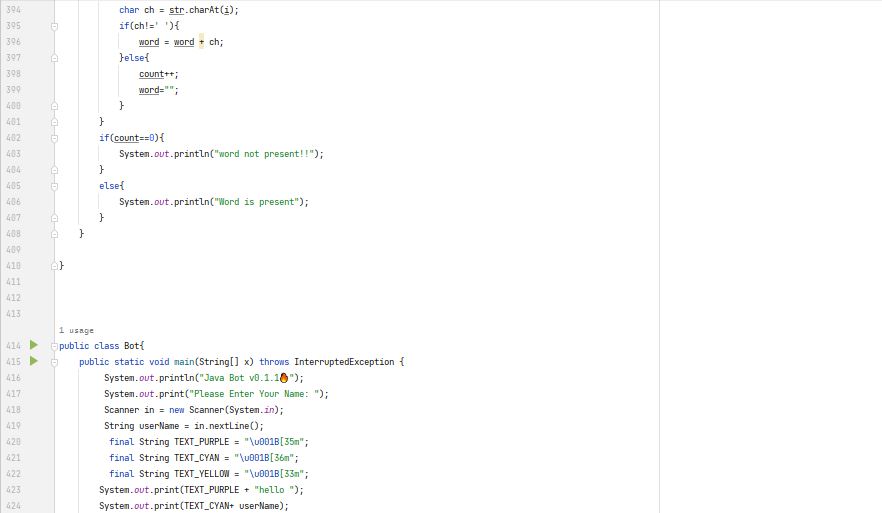 394 char ch = str.charAt(i);
395 if(ch!=' '){
396 word = word + ch;
397 }else{
398 count++;
399 word="";
400 }
401 }
402 if(count==0){
403 System.out.println("word not present!!");
404 }
405 else{
406 System.out.println("Word is present");
407 }
408 }
409
410 }
411
412
413
1 usage
414 public class Bot{
415 public static void main(String[] x) throws InterruptedException {
416 System.out.println("Java Bot v0.1.1🔥");
417 System.out.print("Please Enter Your Name: ");
418 Scanner in = new Scanner(System.in);
419 String userName = in.nextLine();
420 final String TEXT_PURPLE = "\u001B[35m";
421 final String TEXT_CYAN = "\u001B[36m";
422 final String TEXT_YELLOW = "\u001B[33m";
423 System.out.print(TEXT_PURPLE + "hello ");
424 System.out.print(TEXT_CYAN+ userName);